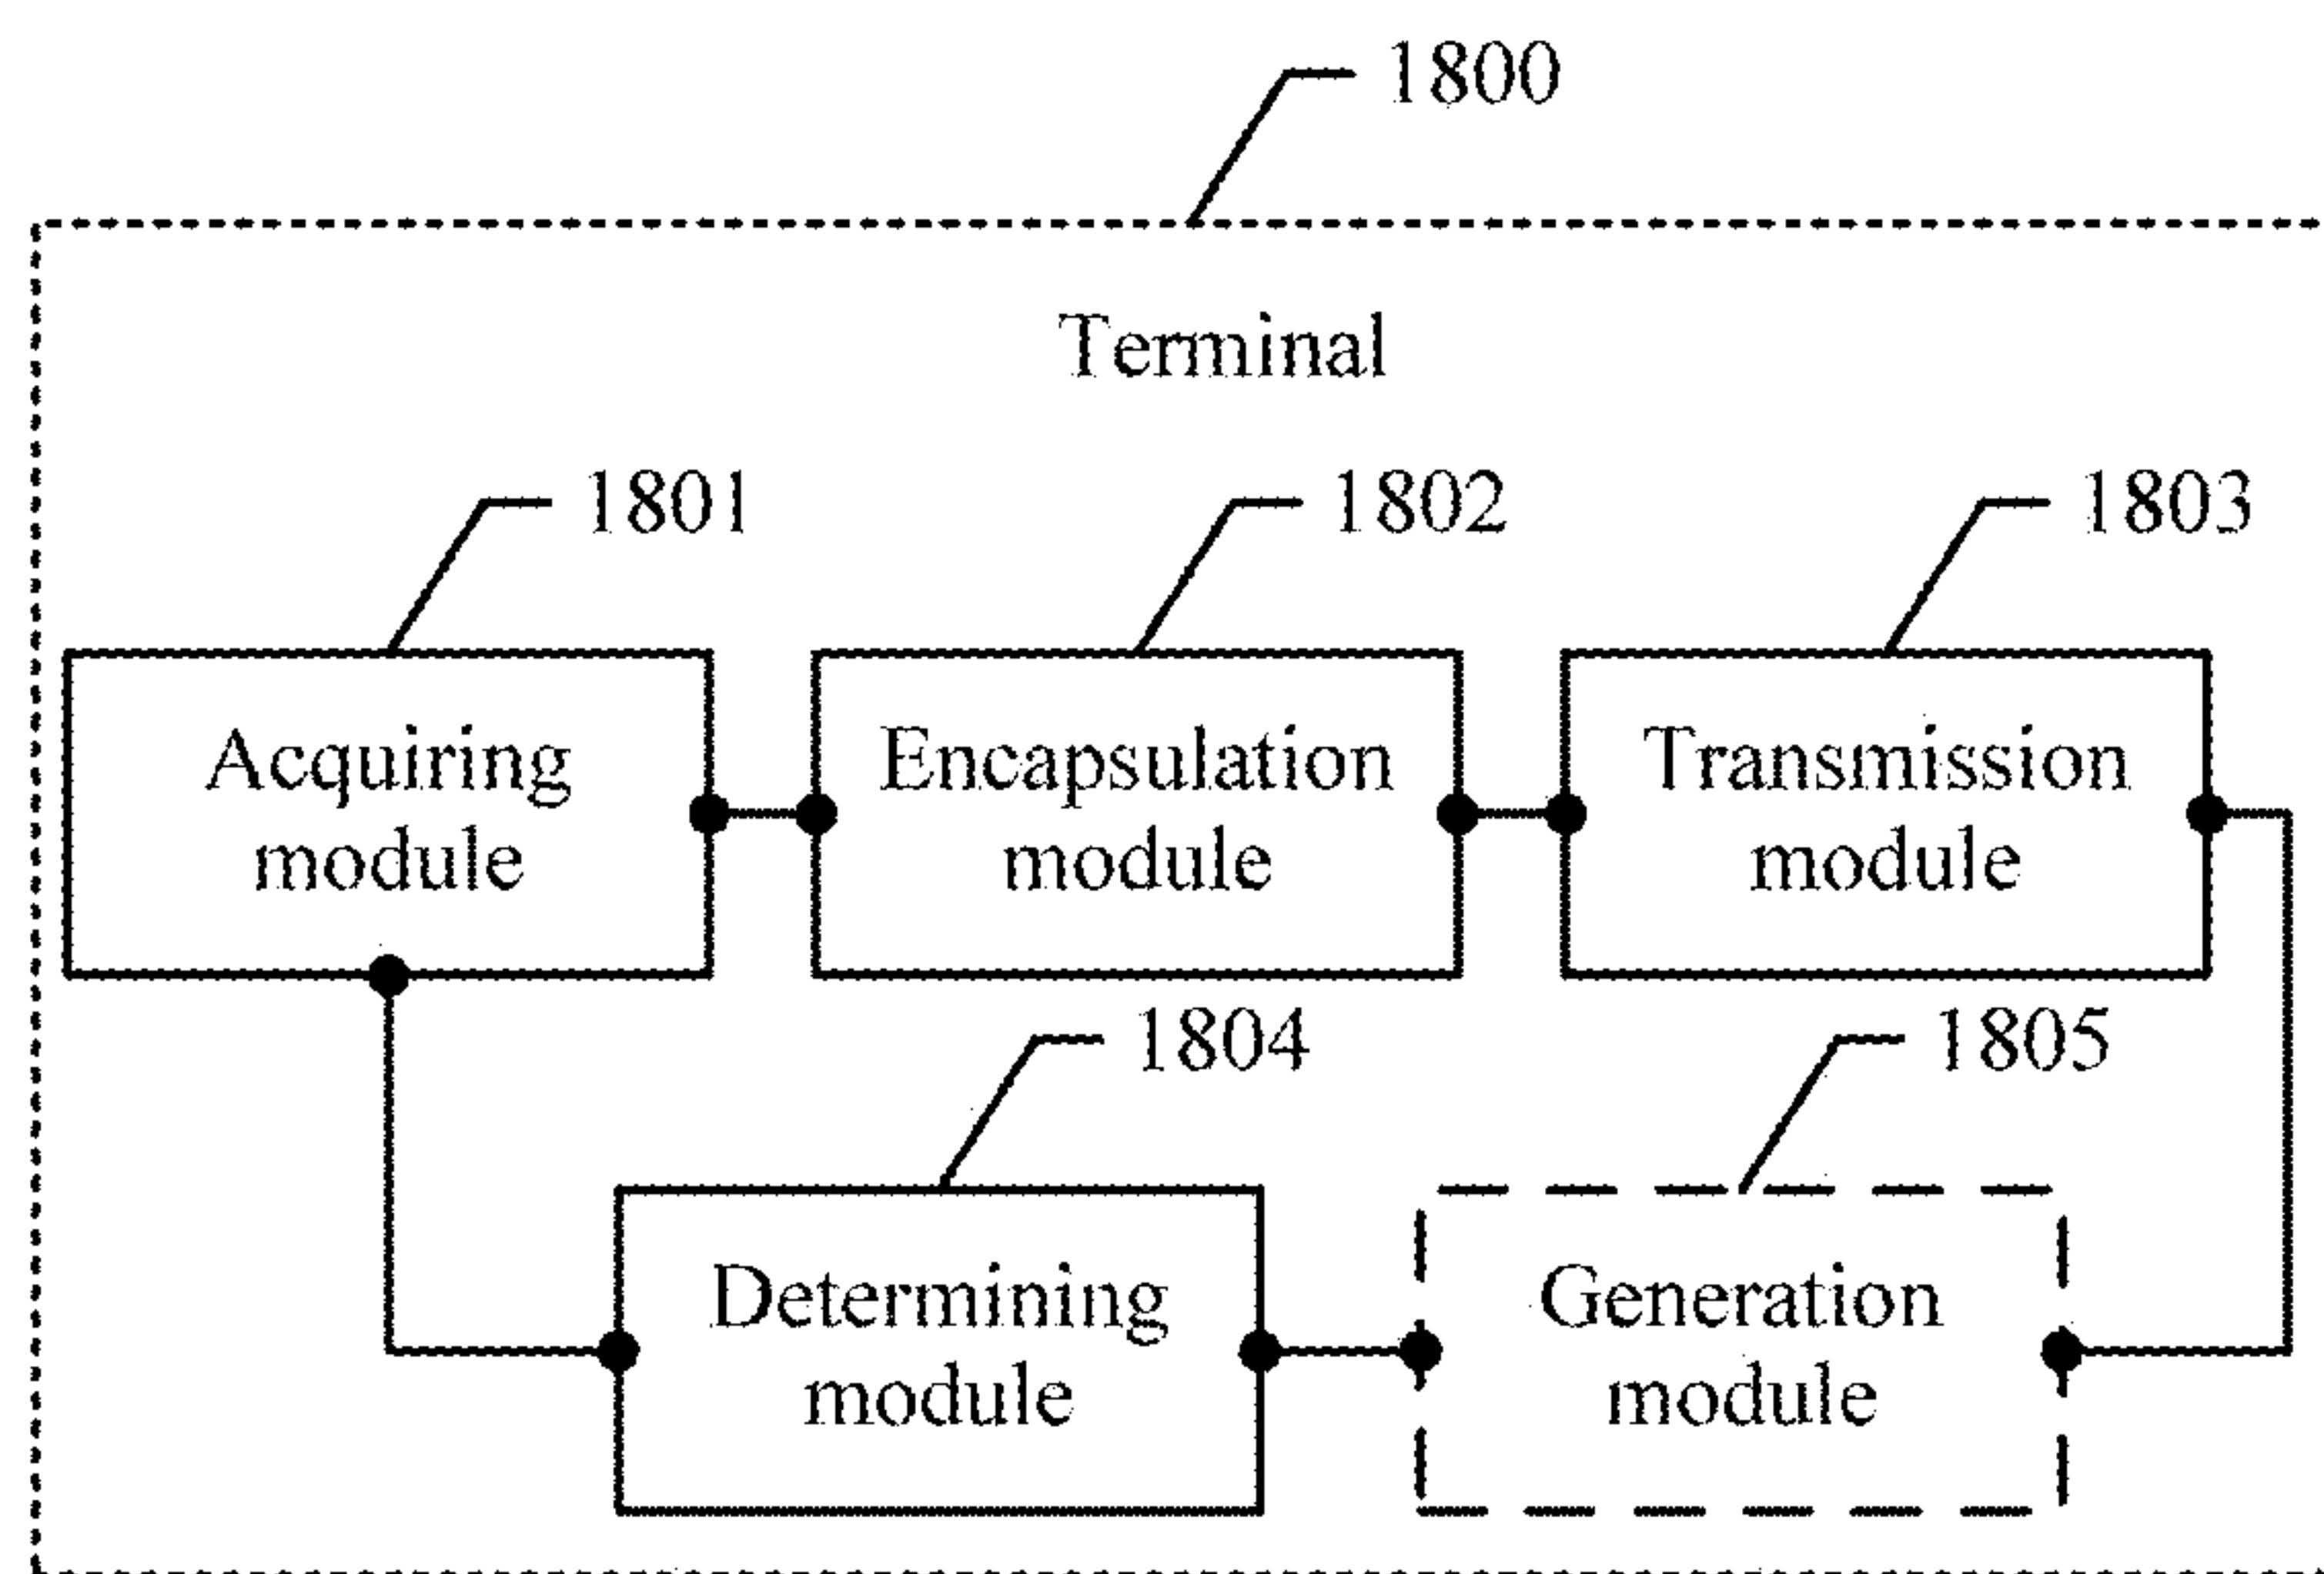 1800
Terminal
1801
1802
1803
Acquiring
module
Encapsulation
module
Transmission
module
1804
1805
Determining
module
Generation
module